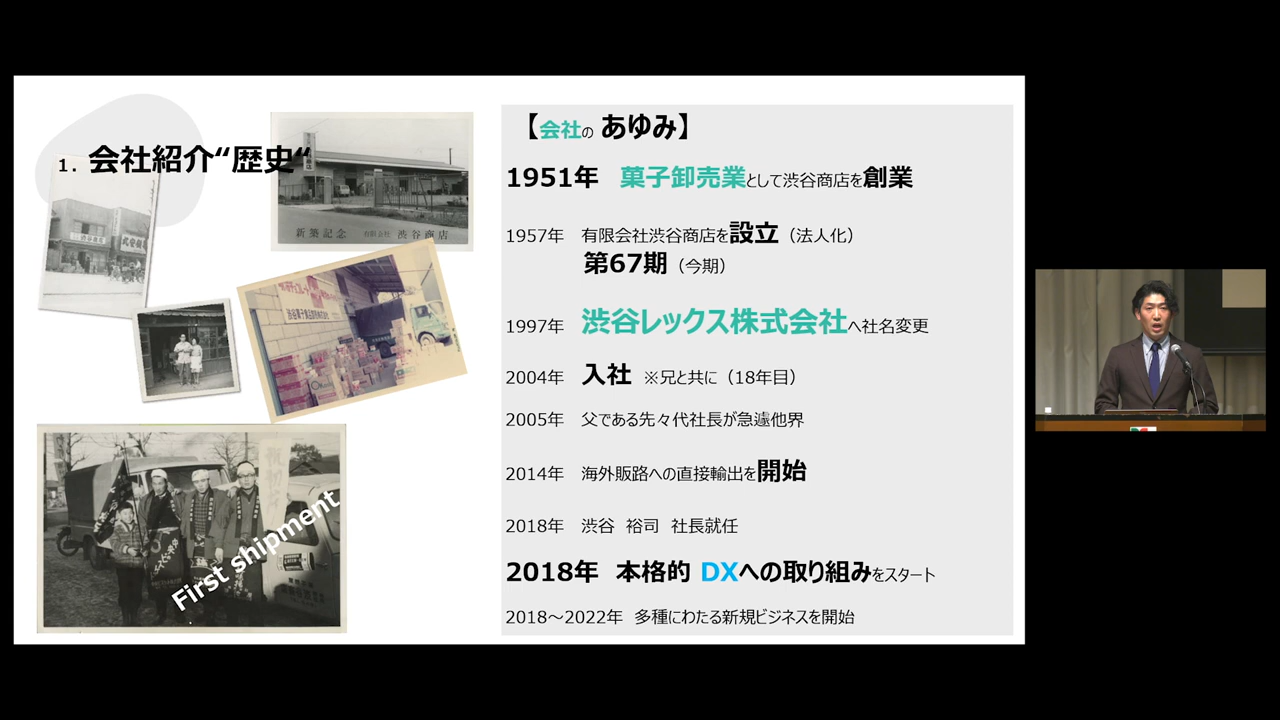 1. 会社紹介“歴史“
新築記念 有限会社 渋谷商店
First shipment
【会社の あゆみ】
1951年 菓子卸売業として渋谷商店を創業
1957年 有限会社渋谷商店を設立（法人化）
第67期（今期）
1997年 渋谷レックス株式会社へ社名変更
2004年 入社 ※兄と共に（18年目）
2005年 父である先々代社長が急遽他界
2014年 海外販路への直接輸出を開始
2018年 渋谷 裕司 社長就任
2018年 本格的 DXへの取り組みをスタート
2018～2022年 多種にわたる新規ビジネスを開始